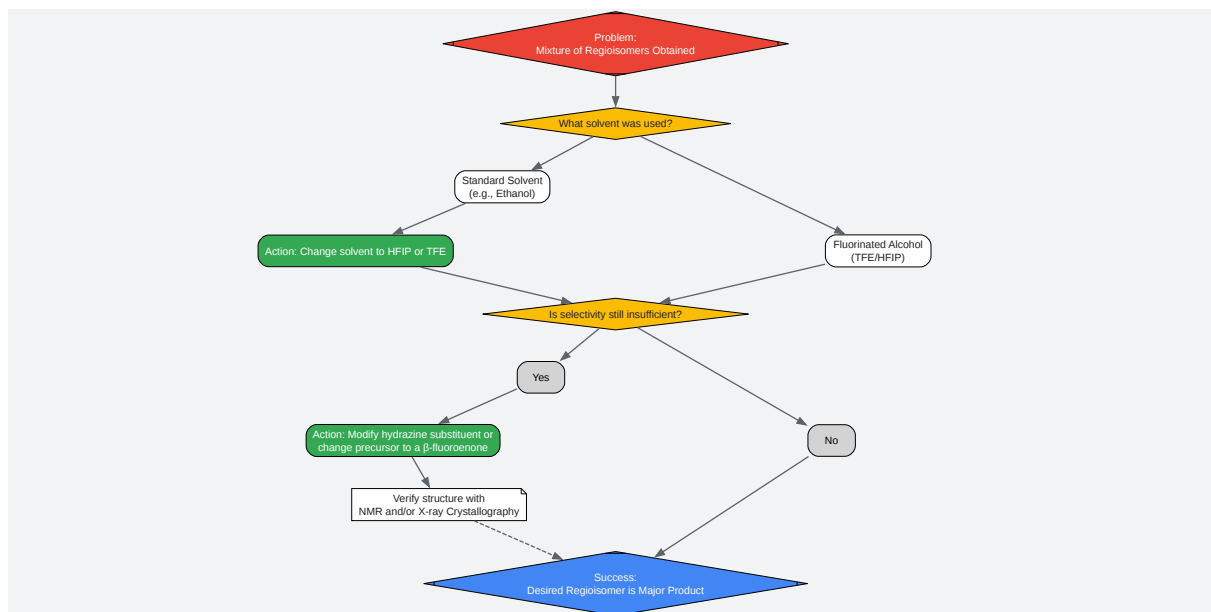 Problem:
Mixture of Regioisomers Obtained
What solvent was used?
Standard Solvent
(e.g., Ethanol)
Action: Change solvent to HFIP or TFE
Fluorinated Alcohol
(TFE/HFIP)
Is selectivity still insufficient?
Yes
Action: Modify hydrazine substituent or
change precursor to a β-fluoroenone
No
Verify structure with
NMR and/or X-ray Crystallography
Success:
Desired Regioisomer is Major Product